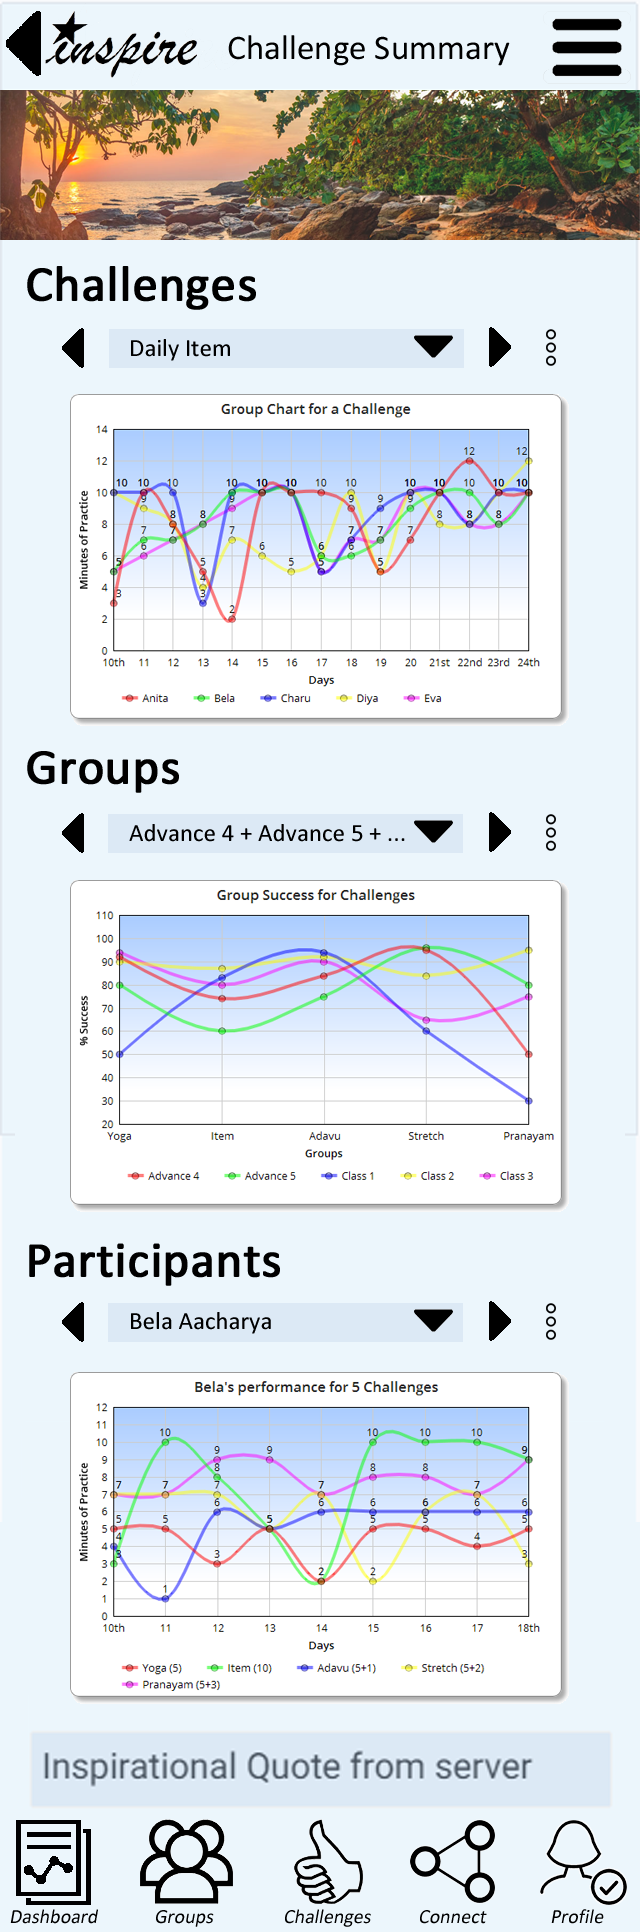 inspire
Challenge Summary
Challenges
Daily Item
Group Chart for a Challenge
14
12
10
8
6
4
2
0
Minutes of Practice
10th 11 12 13 14 15 16 17 18 19 20 21st 22nd 23rd 24th
Days
Anita Bela Charu Diya Eva
Groups
Advance 4 + Advance 5 + ...
Group Success for Challenges
110
100
90
80
70
60
50
40
30
20
% Success
Yoga Item Adavu Stretch Pranayam
Groups
Advance 4 Advance 5 Class 1 Class 2 Class 3
Participants
Bela Aacharya
Bela's performance for 5 Challenges
12
11
10
9
8
7
6
5
4
3
2
1
0
Minutes of Practice
10th 11 12 13 14 15 16 17 18th
Days
Yoga (5) Item (10) Adavu (5+1) Stretch (5+2)
Pranayam (5+3)
Inspirational Quote from server
Dashboard Groups Challenges Connect Profile